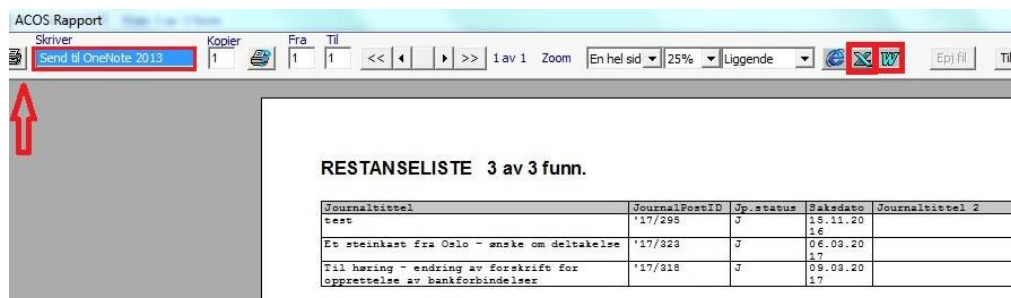 ACOS Rapport
Skriver Kopier Fra Til
Send til OneNote 2013 1 1 1 << >> 1 av 1 Zoom En hel sid 25% Liggende Epj fil Til
RESTANSELISTE 3 av 3 funn.
Journaltittel JournalPostID Jp.status Saksdato Journaltittel 2
test '17/295 J 15.11.20
16
Et steinkast fra Oslo - ønske om deltakelse '17/323 J 06.03.20
17
Til høring - endring av forskrift for '17/318 J 09.03.20
opprettelse av bankforbindelser 17